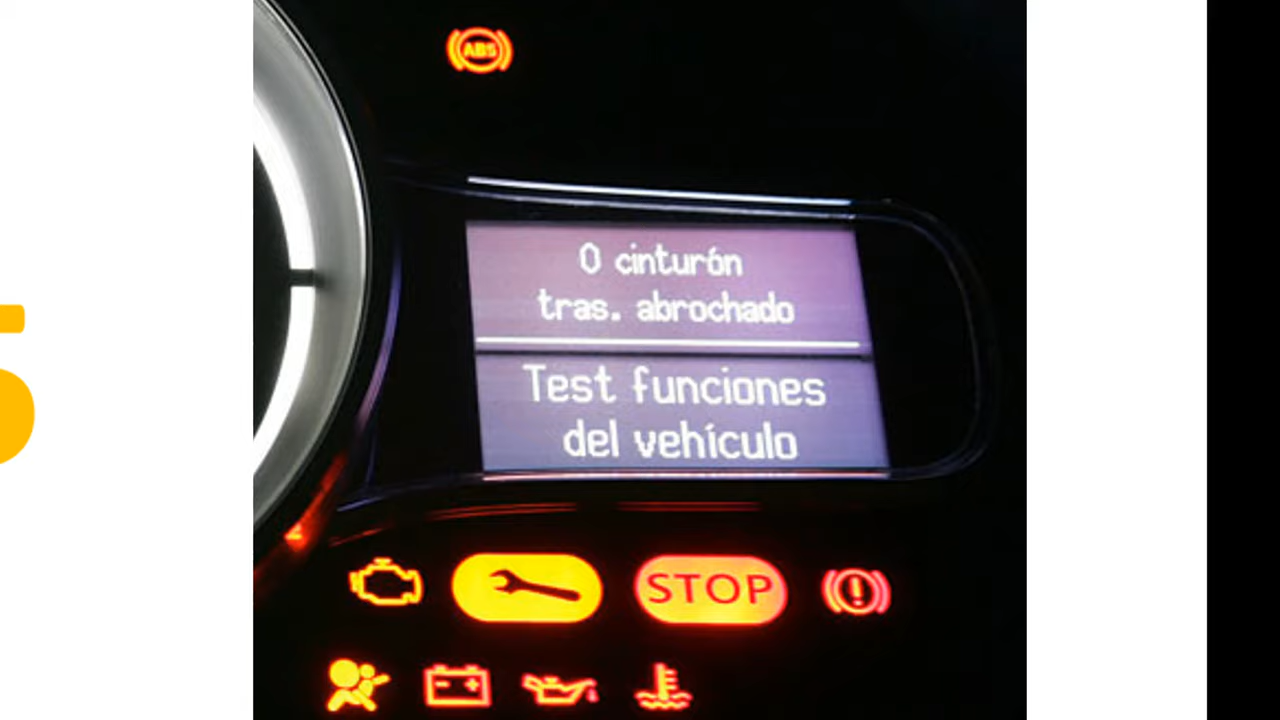 ABS
0 cinturón
tras. abrochado
Test funciones
del vehículo
STOP